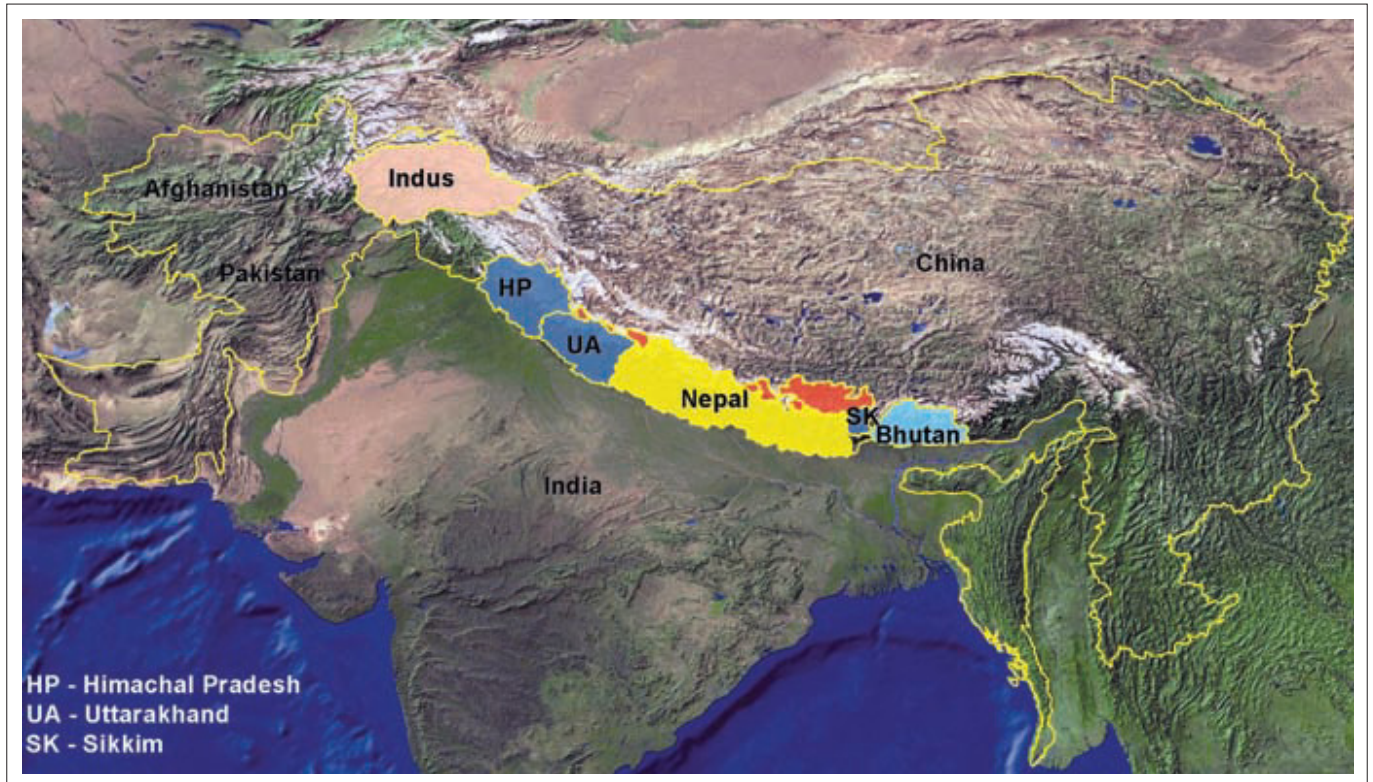 Indus
Afghanistan
Pakistan
China
HP
UA
Nepal
SK
Bhutan
India
HP - Himachal Pradesh
UA - Uttarakhand
SK - Sikkim